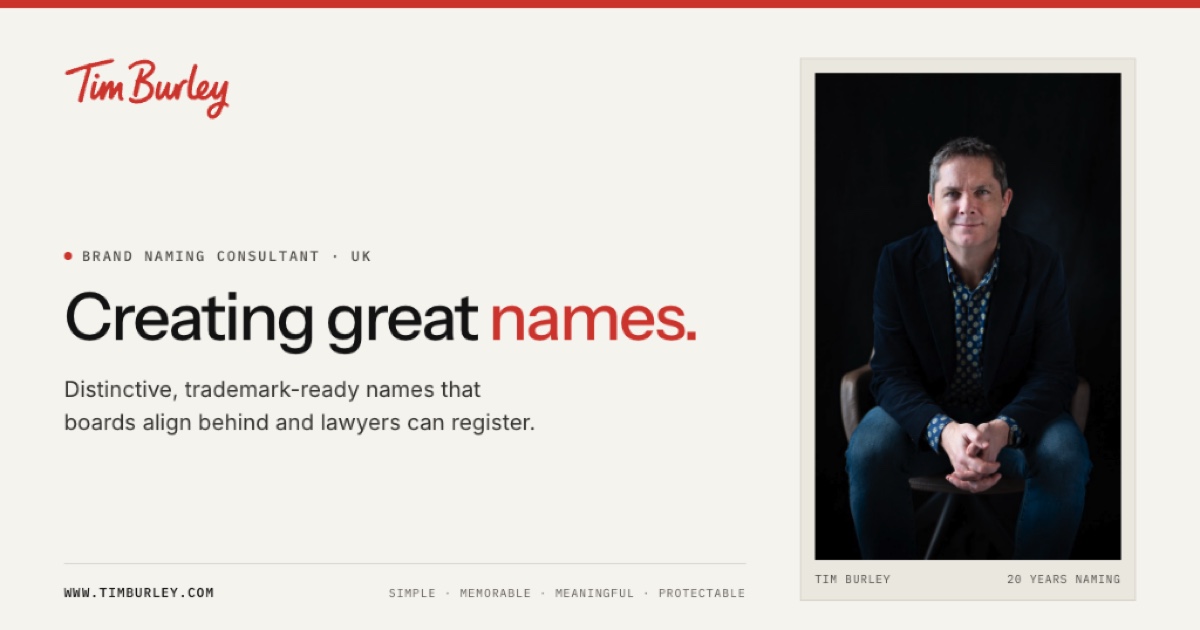 Tim Burley
BRAND NAMING CONSULTANT · UK
Creating great names.
Distinctive, trademark-ready names that
boards align behind and lawyers can register.
WWW.TIMBURLEY.COM
SIMPLE · MEMORABLE · MEANINGFUL · PROTECTABLE
TIM BURLEY
20 YEARS NAMING